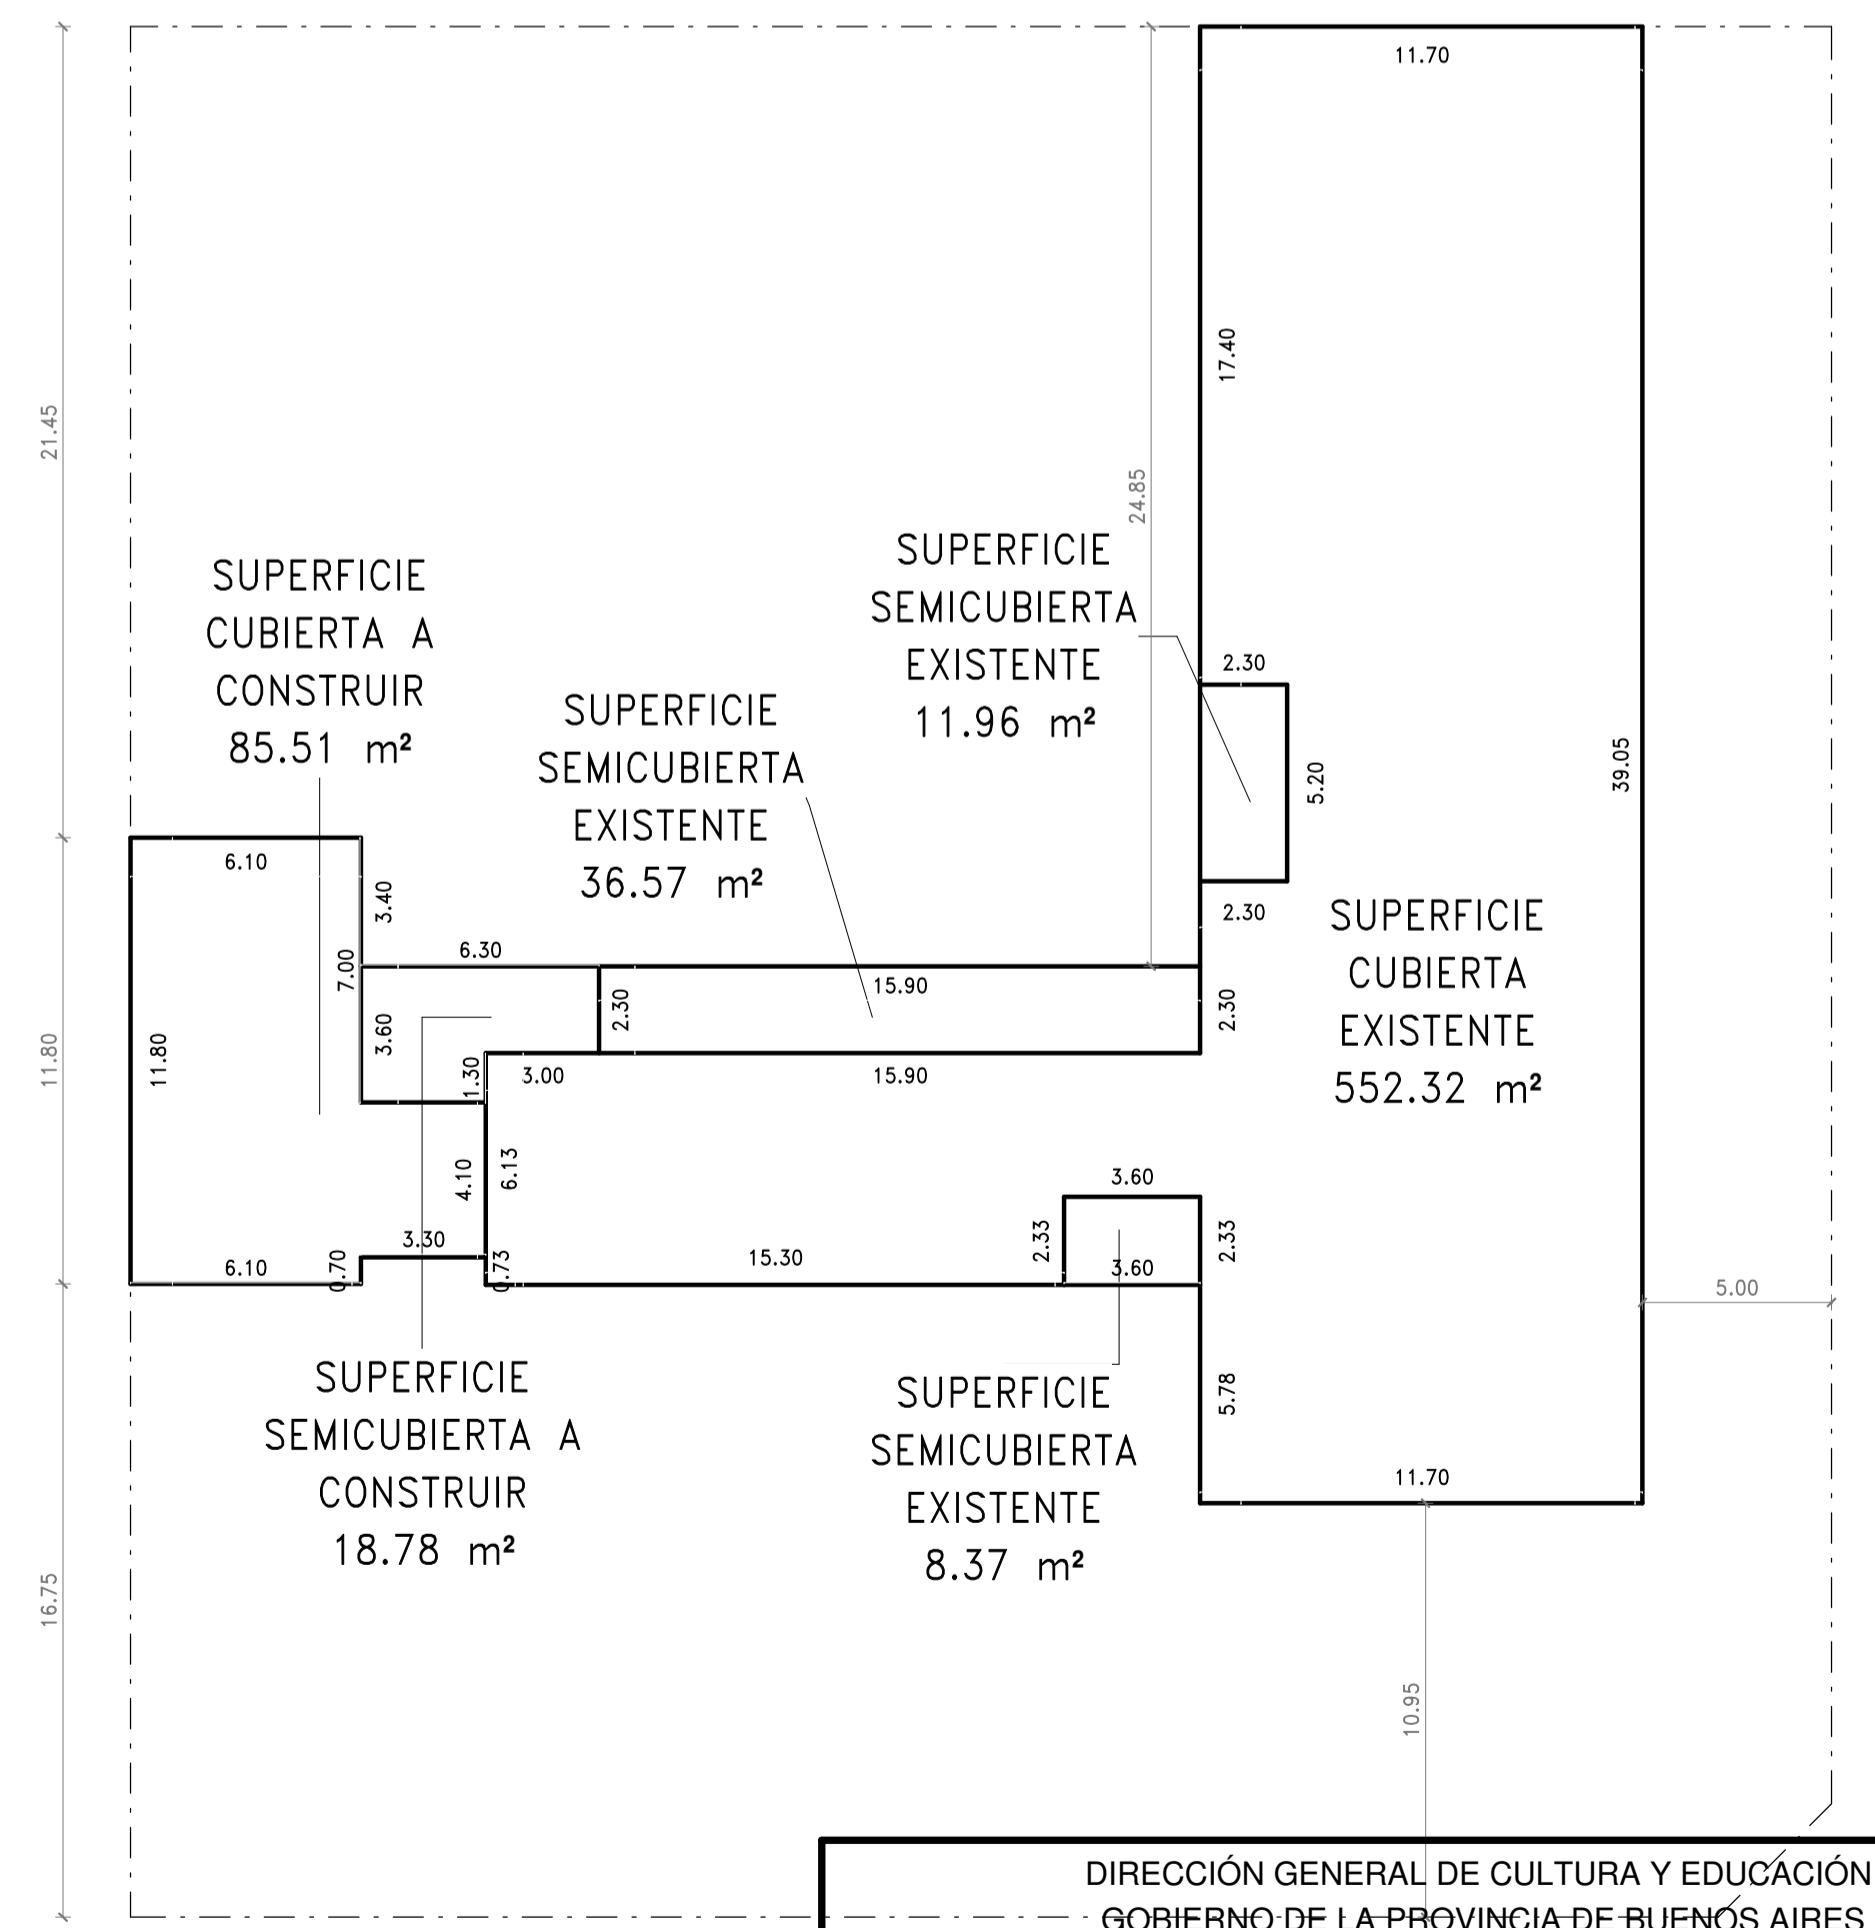 11.70
17.40
21.45
24.85
SUPERFICIE
SEMICUBIERTA
EXISTENTE
11.96 m²
SUPERFICIE
CUBIERTA A
CONSTRUIR
85.51 m²
SUPERFICIE
SEMICUBIERTA
EXISTENTE
36.57 m²
2.30
5.20
39.05
2.30
6.10
3.40
7.00
6.30
15.90
2.30
2.30
SUPERFICIE
CUBIERTA
EXISTENTE
552.32 m²
3.60
11.80
11.80
1.30
3.00
15.90
4.10
6.13
3.60
3.30
2.33
2.33
6.10
0.70
0.73
15.30
3.60
5.00
SUPERFICIE
SEMICUBIERTA A
CONSTRUIR
18.78 m²
SUPERFICIE
SEMICUBIERTA
EXISTENTE
8.37 m²
5.78
11.70
16.75
10.95
DIRECCIÓN GENERAL DE CULTURA Y EDUCACIÓN
GOBIERNO DE LA PROVINCIA DE BUENOS AIRES